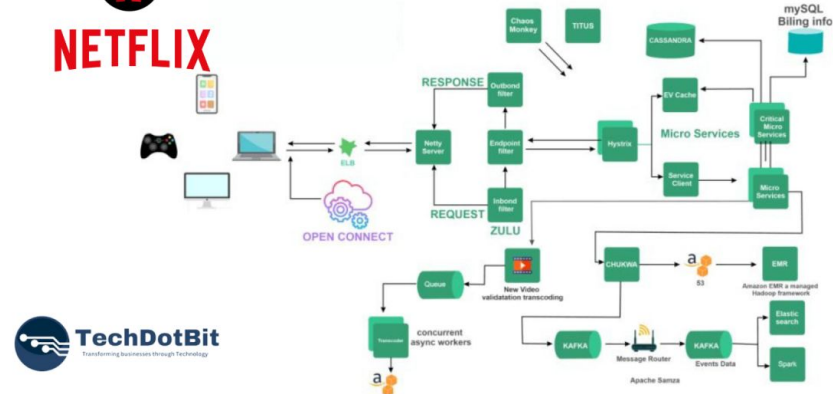 NETFLIX
Chaos
Monkey
TITUS
CASSANDRA
mySQL
Biling info
RESPONSE
Outbond
filter
EV Cache
Critical
Micro
Services
ELB
Netty
Server
Endpoint
filter
Hystrix
Micro Services
Service
Client
Micro
Services
REQUEST
Inbond
filter
ZULU
OPEN CONNECT
Queue
New Video
validatation transcoding
CHUKWA
a
S3
EMR
Amazon EMR a managed
Hadoop framework
TechDotBit
Transforming businesses through Technology
Transcoder
concurrent
async workers
a
KAFKA
Message Router
KAFKA
Events Data
Elastic
search
Spark
Apache Samza